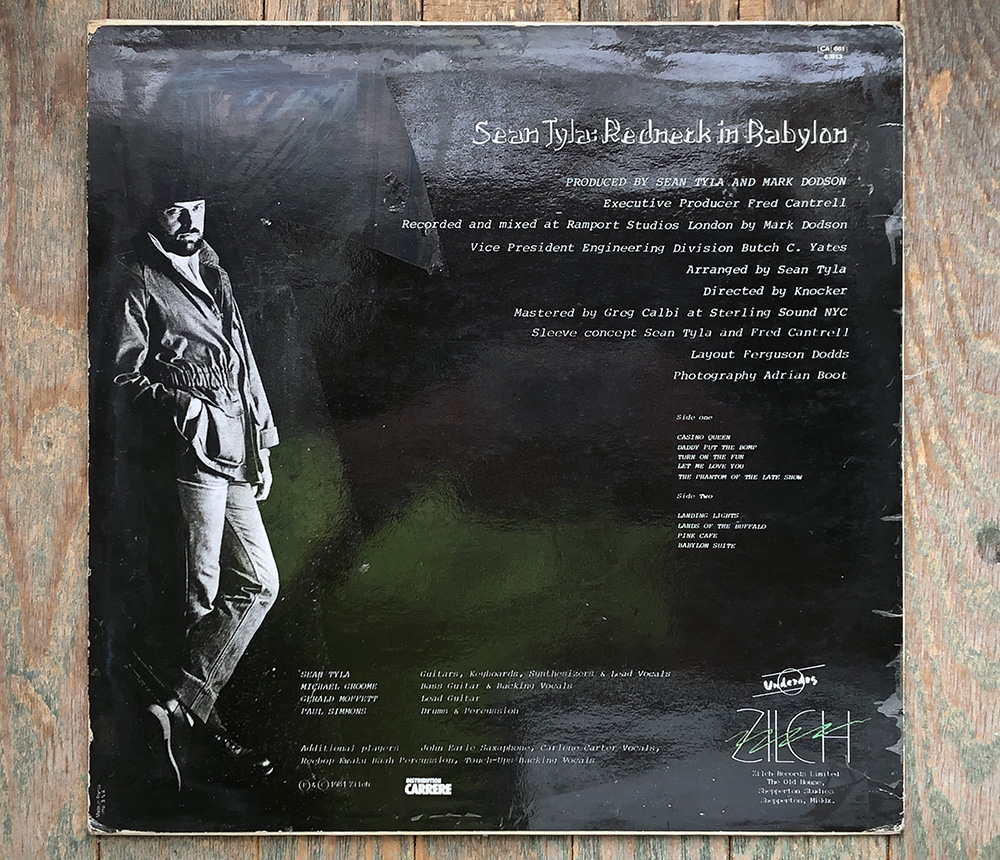 CA 661
67813
Sean Tyla: Redneck in Babylon
PRODUCED BY SEAN TYLA AND MARK DODSON
Executive Producer Fred Cantrell
Recorded and mixed at Ramport Studios London by Mark Dodson
Vice President Engineering Division Butch C. Yates
Arranged by Sean Tyla
Directed by Knocker
Mastered by Greg Calbi at Sterling Sound NYC
Sleeve concept Sean Tyla and Fred Cantrell
Layout Ferguson Dodds
Photography Adrian Boot
Side one
CASINO QUEEN
DADDY PUT THE BOMP
TURN ON THE FUN
LET ME LOVE YOU
THE PHANTOM OF THE LATE SHOW
Side Two
LANDING LIGHTS
LANDS OF THE BUFFALO
PINK CAFE
BABYLON SUITE
SEAN TYLA Guitars, Keyboards, Synthesizers & Lead Vocals
MICHAEL GROOME Bass Guitar & Backing Vocals
GERALD MOFFETT Lead Guitar
PAUL SIMMONS Drums & Percussion
Additional players John Earle Saxaphone, Carlene Carter Vocals,
Reebop Kwaku Baah Percussion, Touch-Ups Backing Vocals
Ⓟ&Ⓒ1981 Zilch
DISTRIBUTION
CARRERE
Underdog
ZILCH
Zilch Records Limited
The Old House,
Shepperton Studios
Shepperton, Middx.